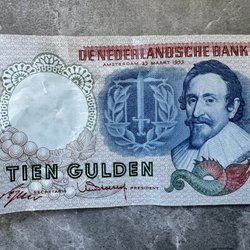 DE NEDERLANDSCHE BANK
AMSTERDAM 23 MAART 1953
TIEN GULDEN
SECRETARIS PRESIDENT